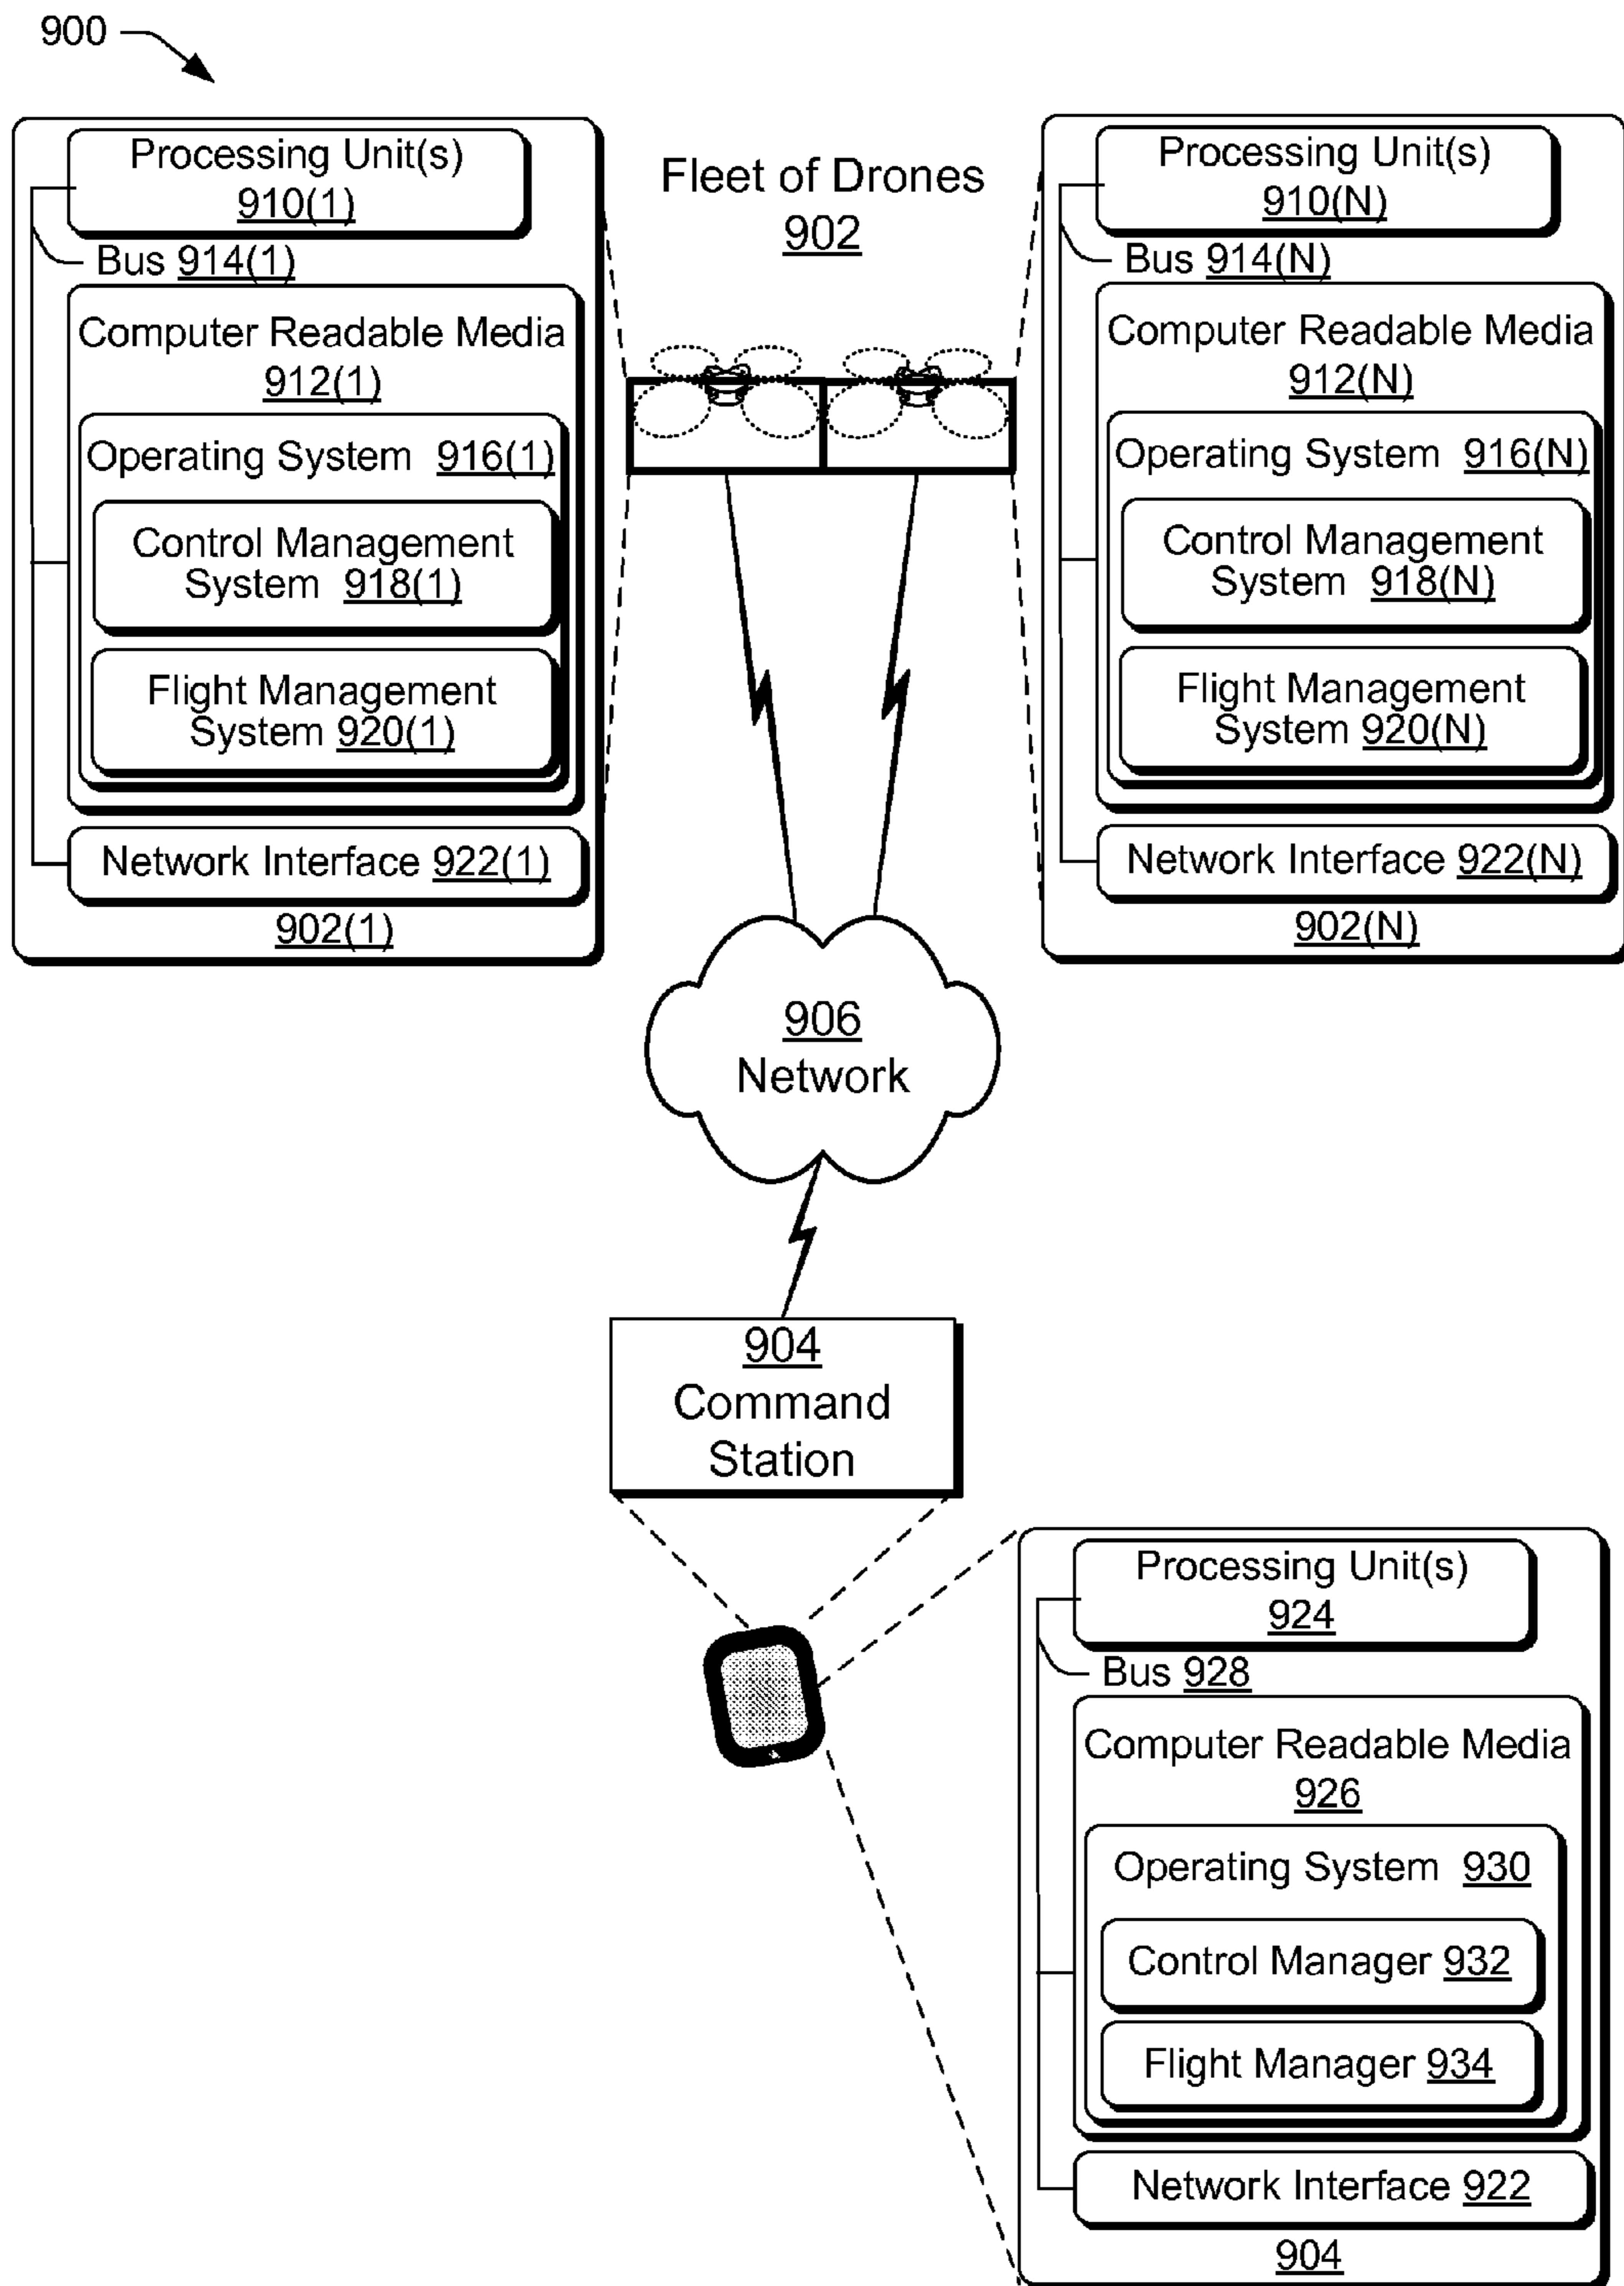 900
Processing Unit(s)
910(1)
Bus 914(1)
Computer Readable Media
912(1)
Operating System 916(1)
Control Management
System 918(1)
Flight Management
System 920(1)
Network Interface 922(1)
902(1)
Fleet of Drones
902
Processing Unit(s)
910(N)
Bus 914(N)
Computer Readable Media
912(N)
Operating System 916(N)
Control Management
System 918(N)
Flight Management
System 920(N)
Network Interface 922(N)
902(N)
906
Network
904
Command
Station
Processing Unit(s)
924
Bus 928
Computer Readable Media
926
Operating System 930
Control Manager 932
Flight Manager 934
Network Interface 922
904